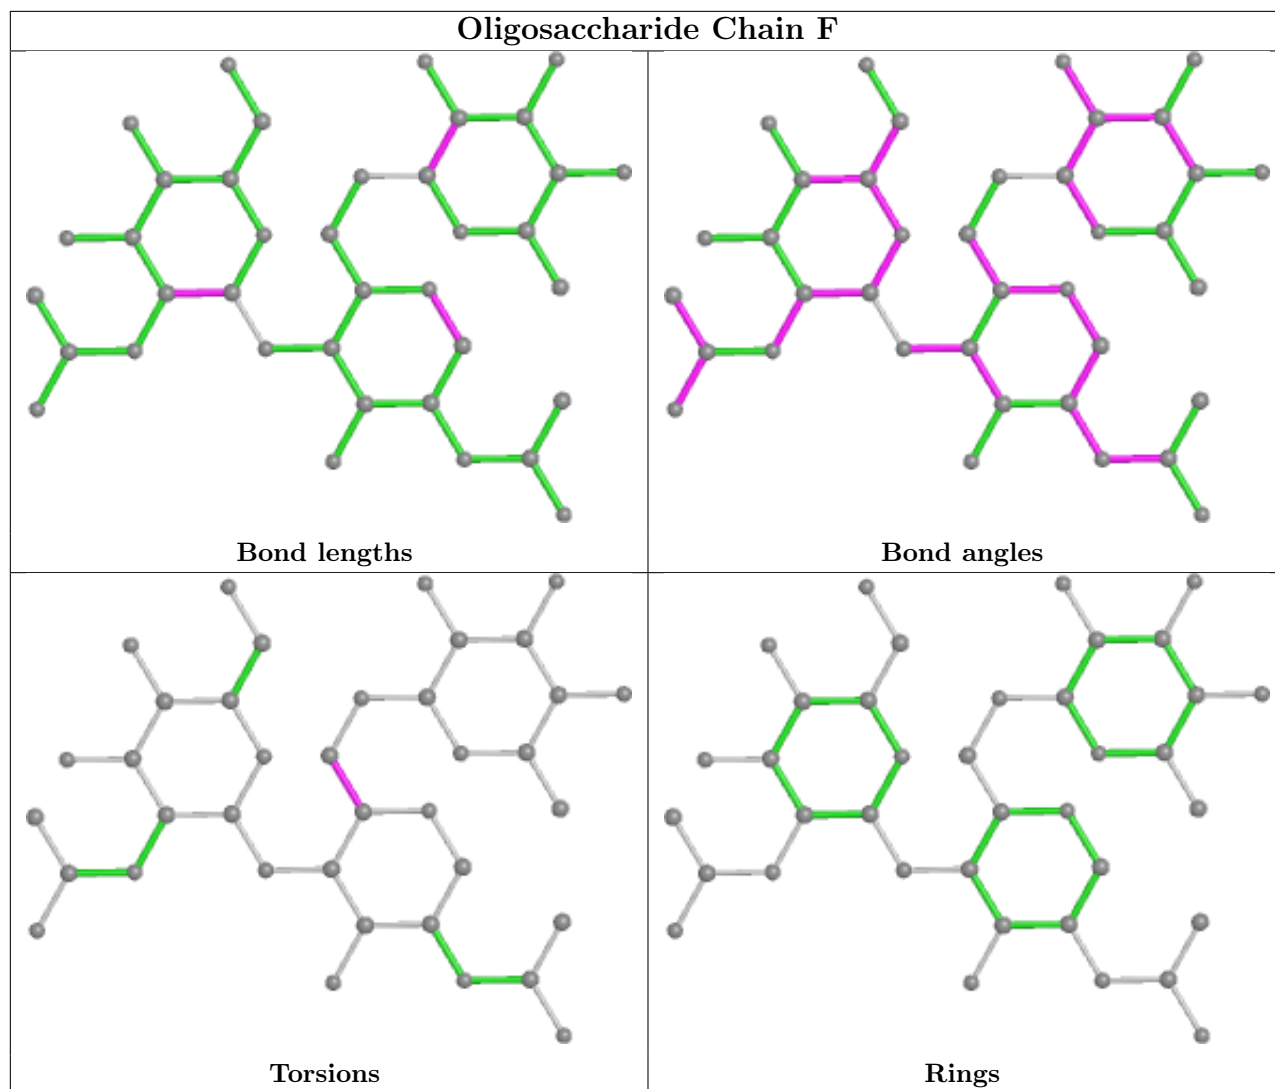 Oligosaccharide Chain F
Bond lengths
Bond angles
Torsions
Rings